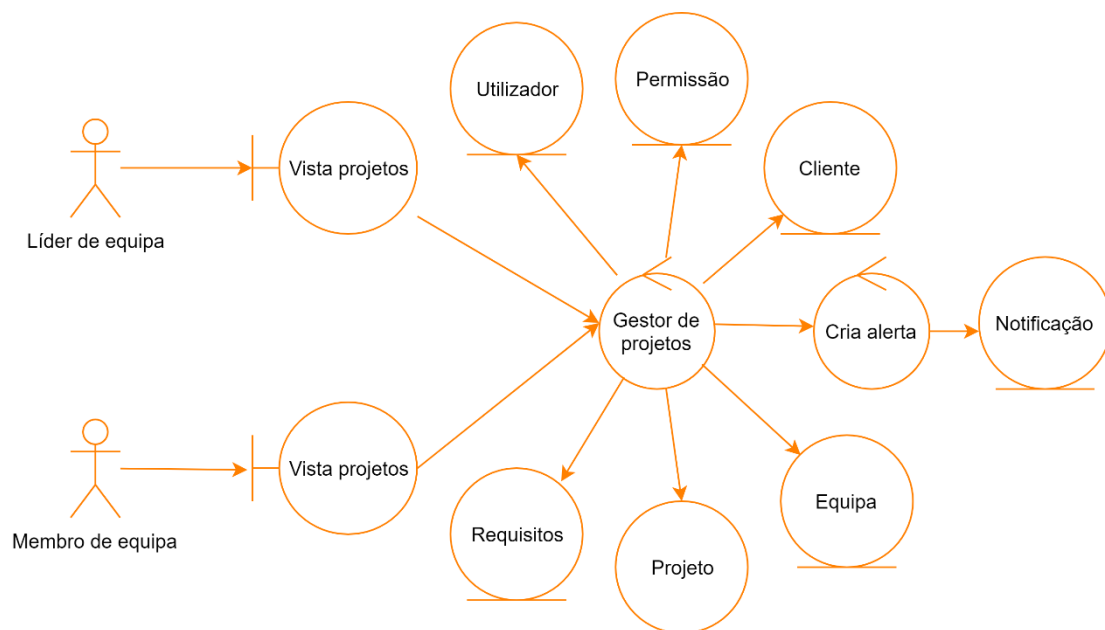 Utilizador
Permissão
Vista projetos
Cliente
Líder de equipa
Gestor de
projetos
Cria alerta
Notificação
Vista projetos
Membro de equipa
Requisitos
Projeto
Equipa